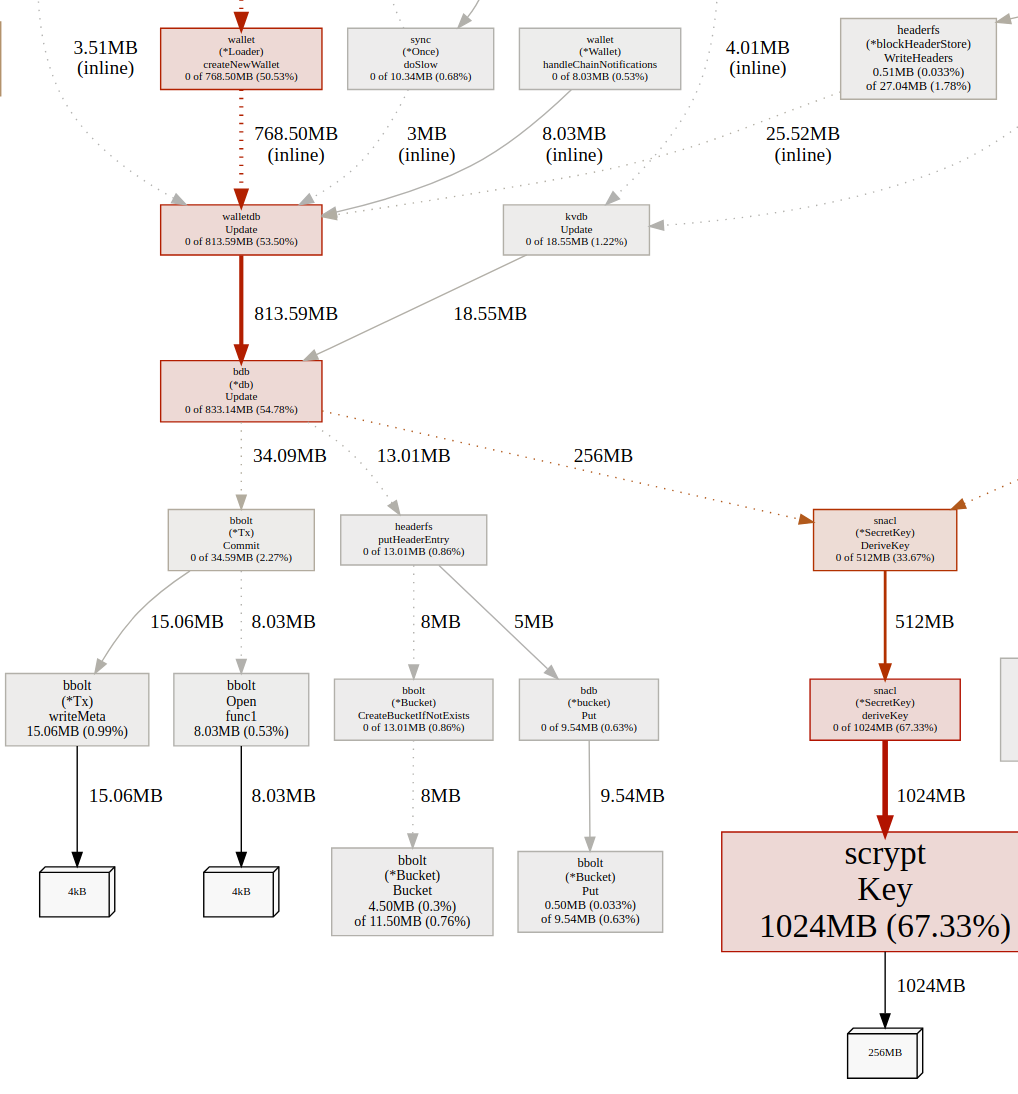 3.51MB
(inline)
wallet
(*Loader)
createNewWallet
0 of 768.50MB (50.53%)
sync
(*Once)
doSlow
0 of 10.34MB (0.68%)
wallet
(*Wallet)
handleChainNotifications
0 of 8.03MB (0.53%)
4.01MB
(inline)
headerfs
(*blockHeaderStore)
WriteHeaders
0.51MB (0.033%)
of 27.04MB (1.78%)
768.50MB
(inline)
3MB
(inline)
8.03MB
(inline)
25.52MB
(inline)
walletdb
Update
0 of 813.59MB (53.50%)
kvdb
Update
0 of 18.55MB (1.22%)
813.59MB
18.55MB
bdb
(*db)
Update
0 of 833.14MB (54.78%)
34.09MB
13.01MB
256MB
bbolt
(*Tx)
Commit
0 of 34.59MB (2.27%)
headerfs
putHeaderEntry
0 of 13.01MB (0.86%)
snacl
(*SecretKey)
DeriveKey
0 of 512MB (33.67%)
15.06MB
8.03MB
8MB
5MB
512MB
bbolt
(*Tx)
writeMeta
15.06MB (0.99%)
bbolt
Open
func1
8.03MB (0.53%)
bbolt
(*Bucket)
CreateBucketIfNotExists
0 of 13.01MB (0.86%)
bdb
(*bucket)
Put
0 of 9.54MB (0.63%)
snacl
(*SecretKey)
deriveKey
0 of 1024MB (67.33%)
15.06MB
8.03MB
8MB
9.54MB
1024MB
4kB
4kB
bbolt
(*Bucket)
Bucket
4.50MB (0.3%)
of 11.50MB (0.76%)
bbolt
(*Bucket)
Put
0.50MB (0.033%)
of 9.54MB (0.63%)
scrypt
Key
1024MB (67.33%)
1024MB
256MB